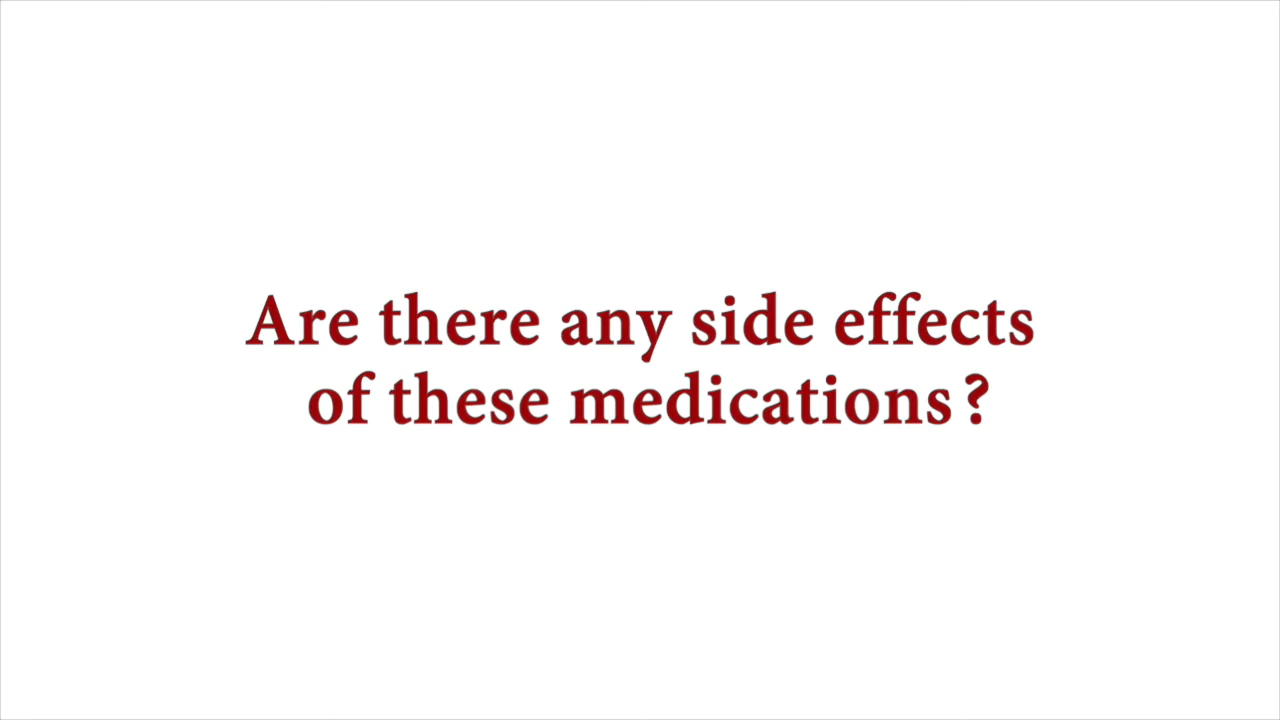 Are there any side effects
of these medications?